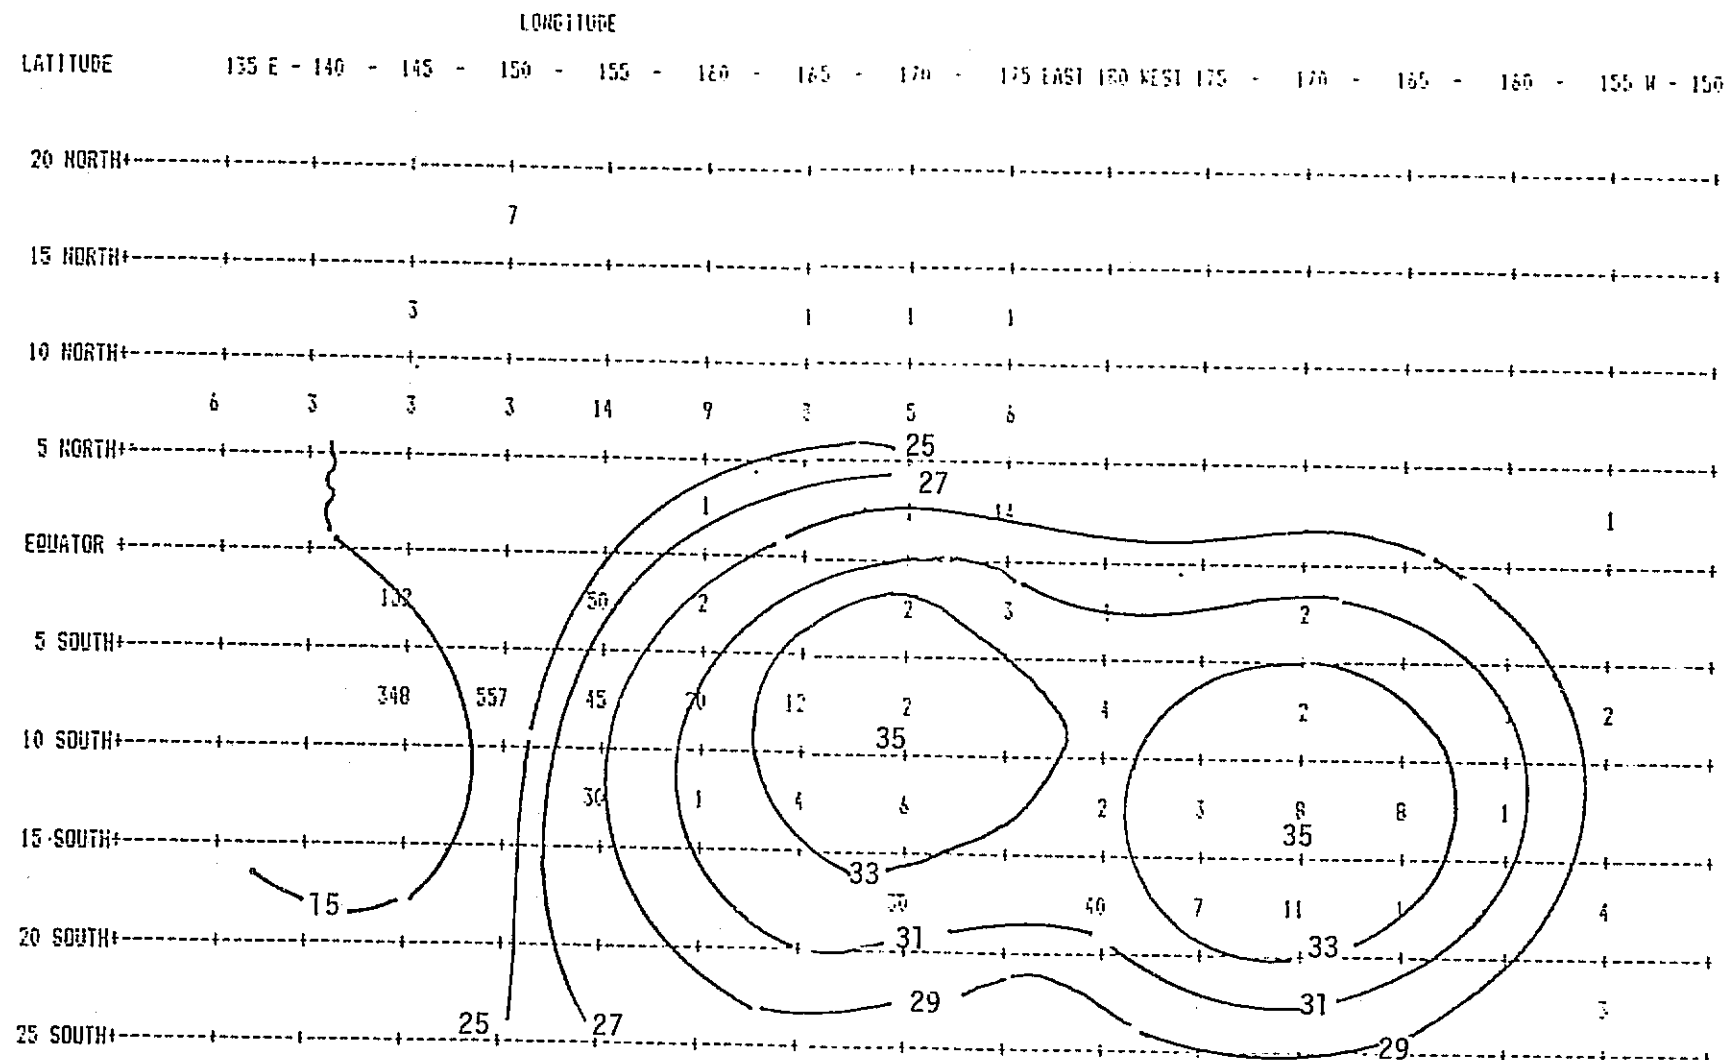 LONGITUDE
LATITUDE 135 E - 140 - 145 - 150 - 155 - 160 - 165 - 170 - 175 EAST 180 WEST 175 - 170 - 165 - 160 - 155 W - 150
20 NORTH
7
15 NORTH
3 1 1 1
10 NORTH
6 3 3 3 14 9 5 6
5 NORTH 25
27
1 1
EQUATOR
30 2 2 3 2
5 SOUTH
348 557 45 20 12 2 4 2 2
10 SOUTH 35
30 1 4 6 2 3 8 8 1
15 SOUTH 35
33
15 40 7 11 1 4
20 SOUTH 31 33
29 31 3
25 SOUTH 25 27 29